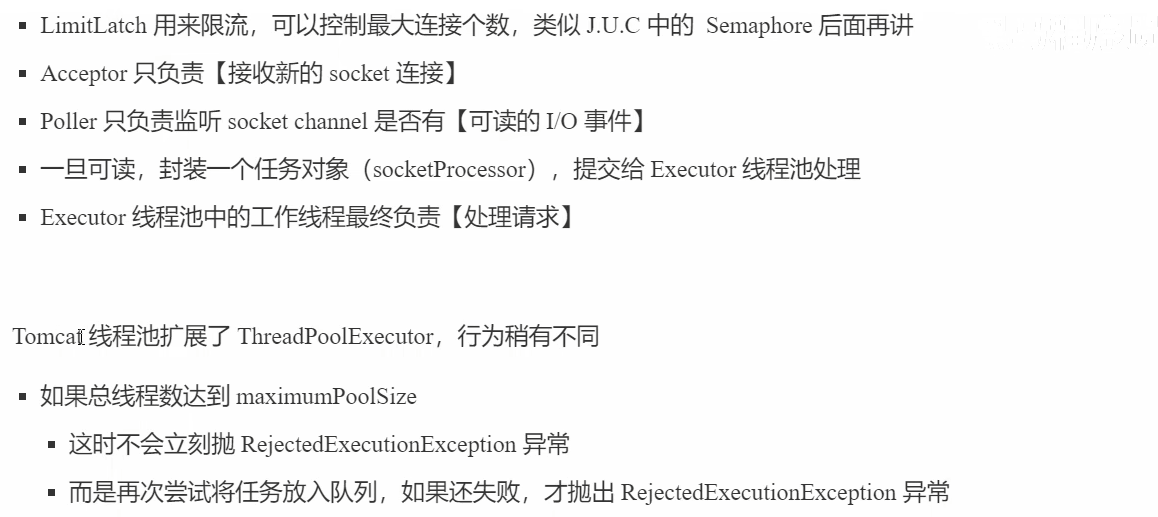 ▪ LimitLatch 用来限流，可以控制最大连接个数，类似 J.U.C 中的 Semaphore 后面再讲
▪ Acceptor 只负责【接收新的 socket 连接】
▪ Poller 只负责监听 socket channel 是否有【可读的 I/O 事件】
▪ 一旦可读，封装一个任务对象（socketProcessor），提交给 Executor 线程池处理
▪ Executor 线程池中的工作线程最终负责【处理请求】
Tomcat 线程池扩展了 ThreadPoolExecutor，行为稍有不同
▪ 如果总线程数达到 maximumPoolSize
▪ 这时不会立刻抛 RejectedExecutionException 异常
▪ 而是再次尝试将任务放入队列，如果还失败，才抛出 RejectedExecutionException 异常